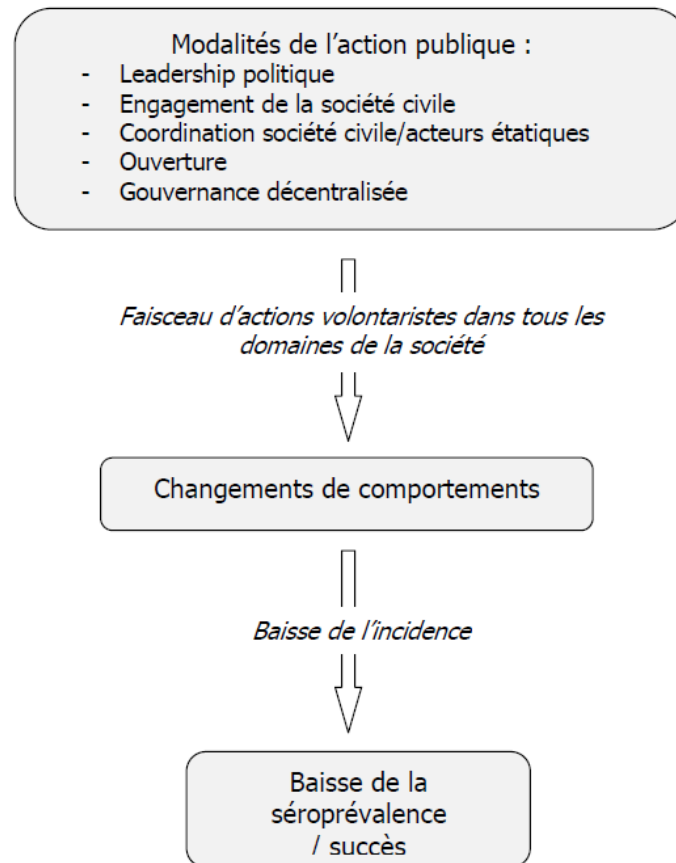 Modalités de l’action publique :
- Leadership politique
- Engagement de la société civile
- Coordination société civile/acteurs étatiques
- Ouverture
- Gouvernance décentralisée
Faisceau d’actions volontaristes dans tous les
domaines de la société
Changements de comportements
Baisse de l’incidence
Baisse de la
séroprévalence
/ succès